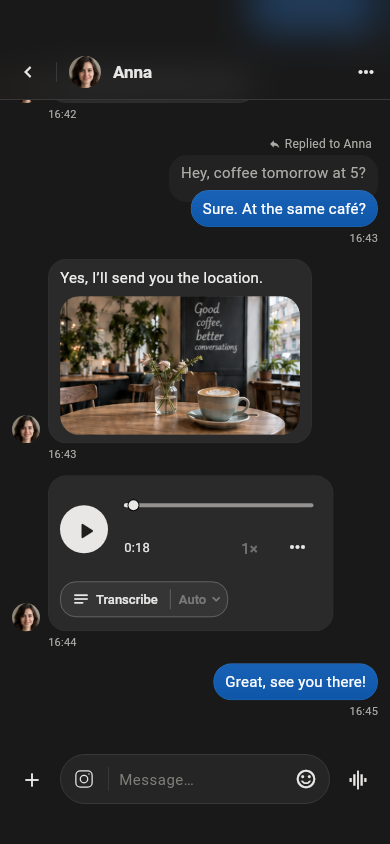 Anna
16:42
Replied to Anna
Hey, coffee tomorrow at 5?
Sure. At the same café?
16:43
Yes, I’ll send you the location.
Good
coffee,
better
conversations
16:43
0:18
1×
Transcribe Auto
16:44
Great, see you there!
16:45
Message…